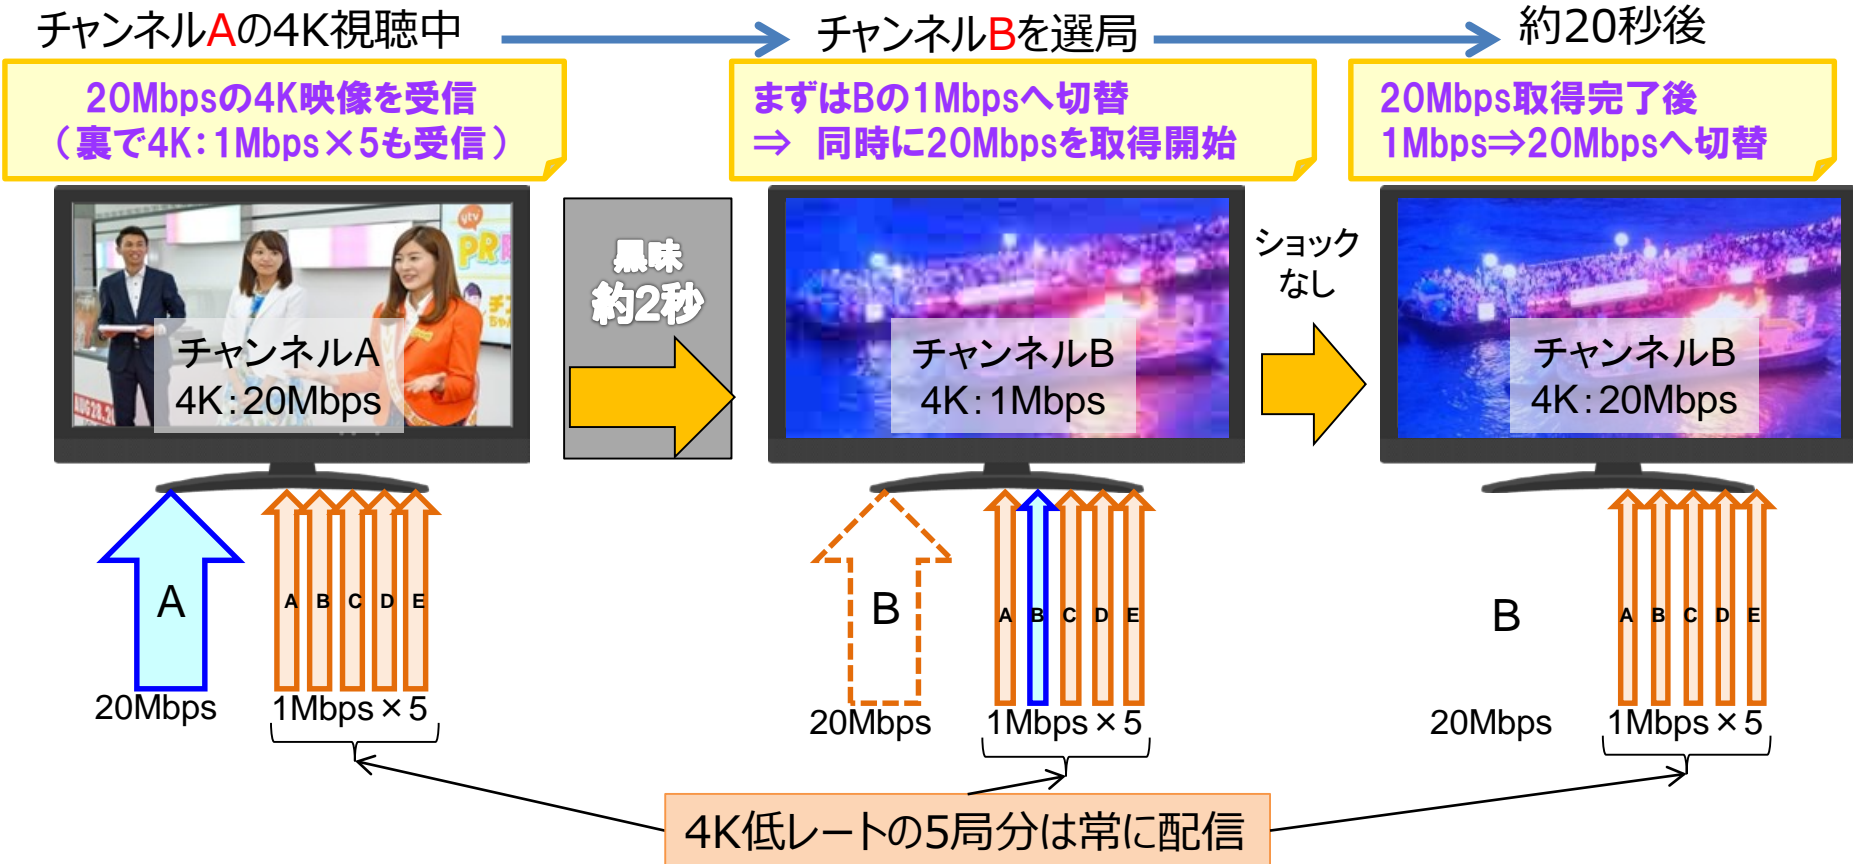 チャンネルAの4K視聴中
チャンネルBを選局
約20秒後
20Mbpsの4K映像を受信
（裏で4K：1Mbps×5も受信）
まずはBの1Mbpsへ切替
⇒ 同時に20Mbpsを取得開始
20Mbps取得完了後
1Mbps⇒20Mbpsへ切替
ytv
PR
チ
ちゃん
AUG28.2
チャンネルA
4K：20Mbps
黒味
約2秒
チャンネルB
4K：1Mbps
ショック
なし
チャンネルB
4K：20Mbps
A
A B C D E
20Mbps
1Mbps×5
B
A B C D E
20Mbps
1Mbps×5
B
A B C D E
20Mbps
1Mbps×5
4K低レートの5局分は常に配信